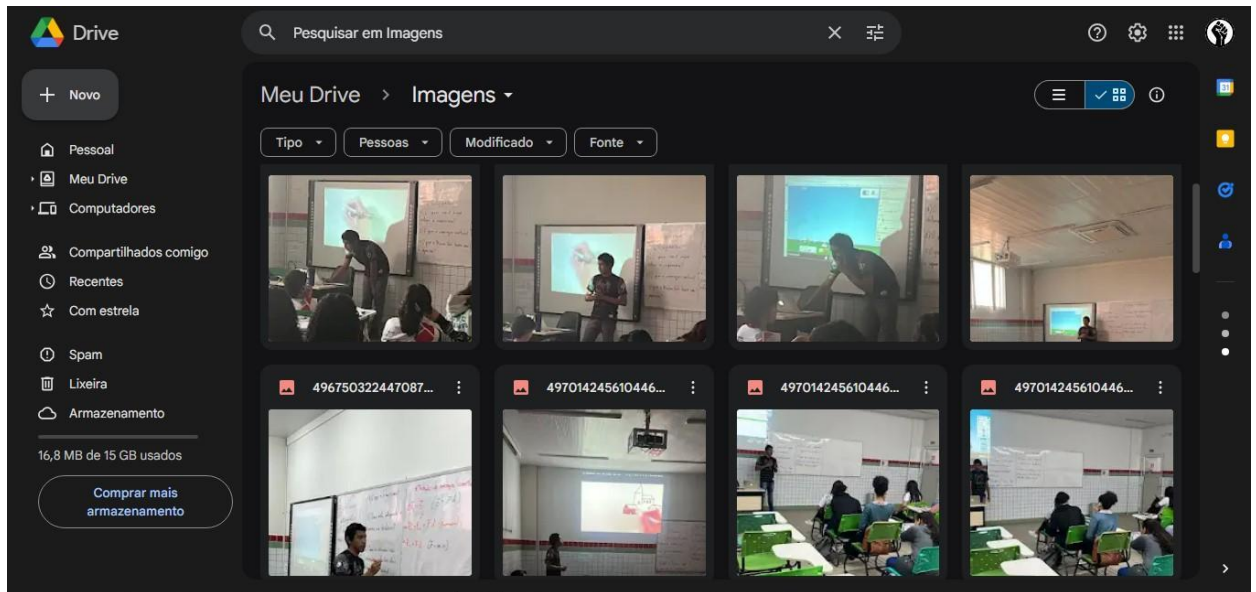 Drive
Pesquisar em Imagens
Novo
Meu Drive > Imagens
Tipo
Pessoas
Modificado
Fonte
Pessoal
Meu Drive
Computadores
Compartilhados comigo
Recentes
Com estrela
Spam
Lixeira
Armazenamento
16,8 MB de 15 GB usados
Comprar mais
armazenamento
496750322447087...
497014245610446...
497014245610446...
497014245610446...
31